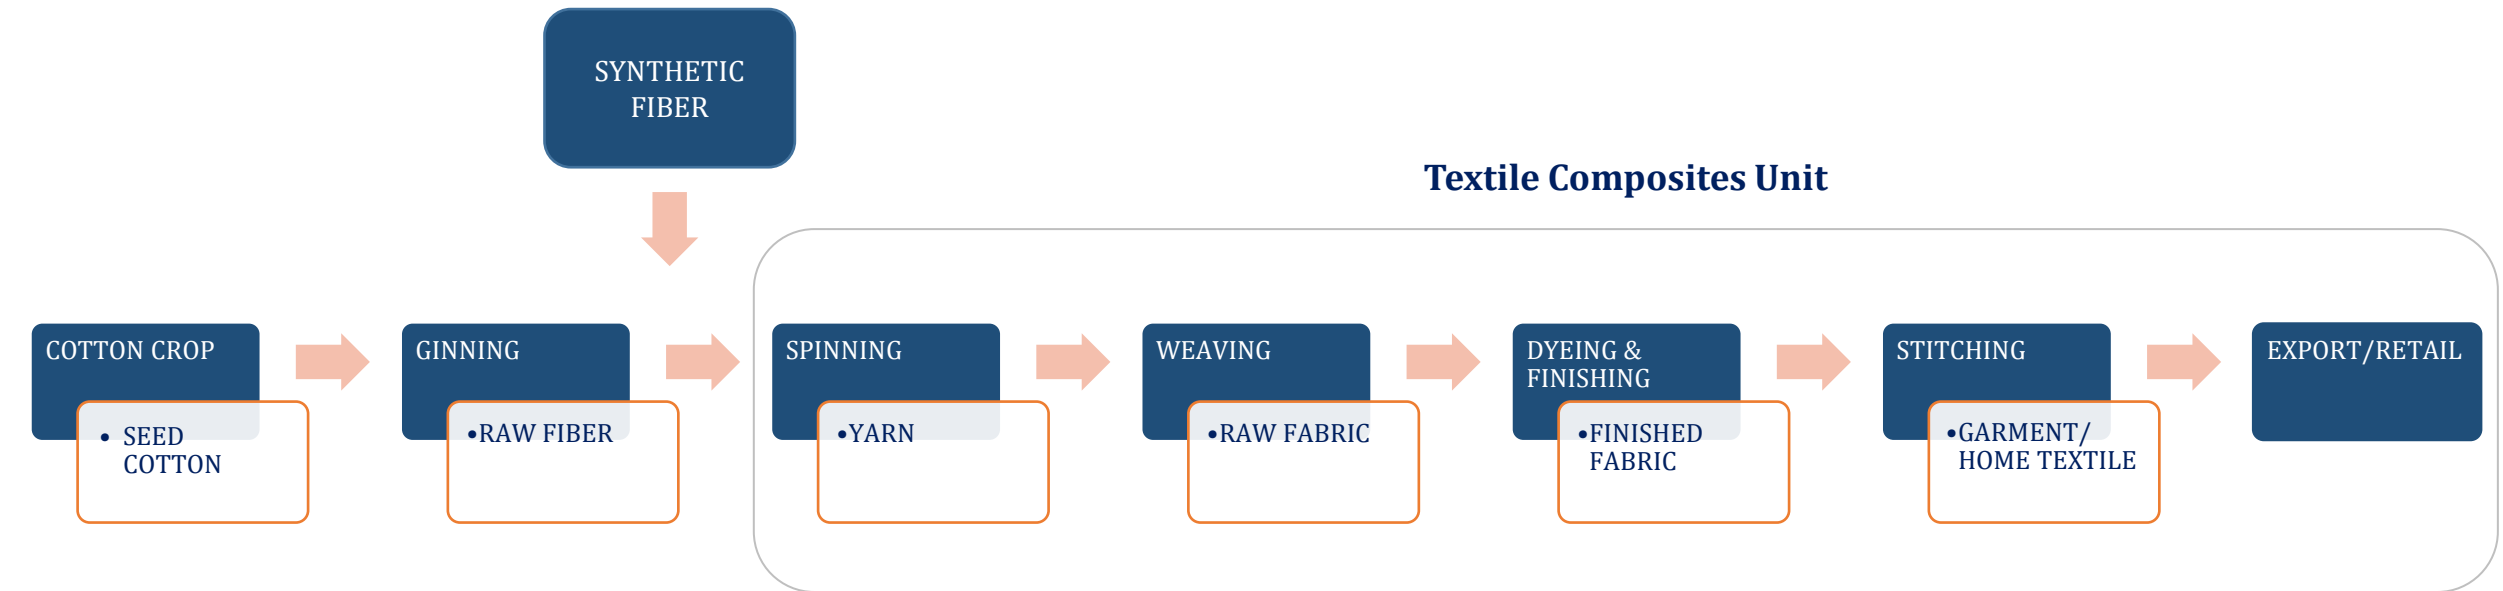 SYNTHETIC
FIBER
Textile Composites Unit
COTTON CROP
• SEED
COTTON
GINNING
•RAW FIBER
SPINNING
•YARN
WEAVING
•RAW FABRIC
DYEING &
FINISHING
•FINISHED
FABRIC
STITCHING
•GARMENT/
HOME TEXTILE
EXPORT/RETAIL